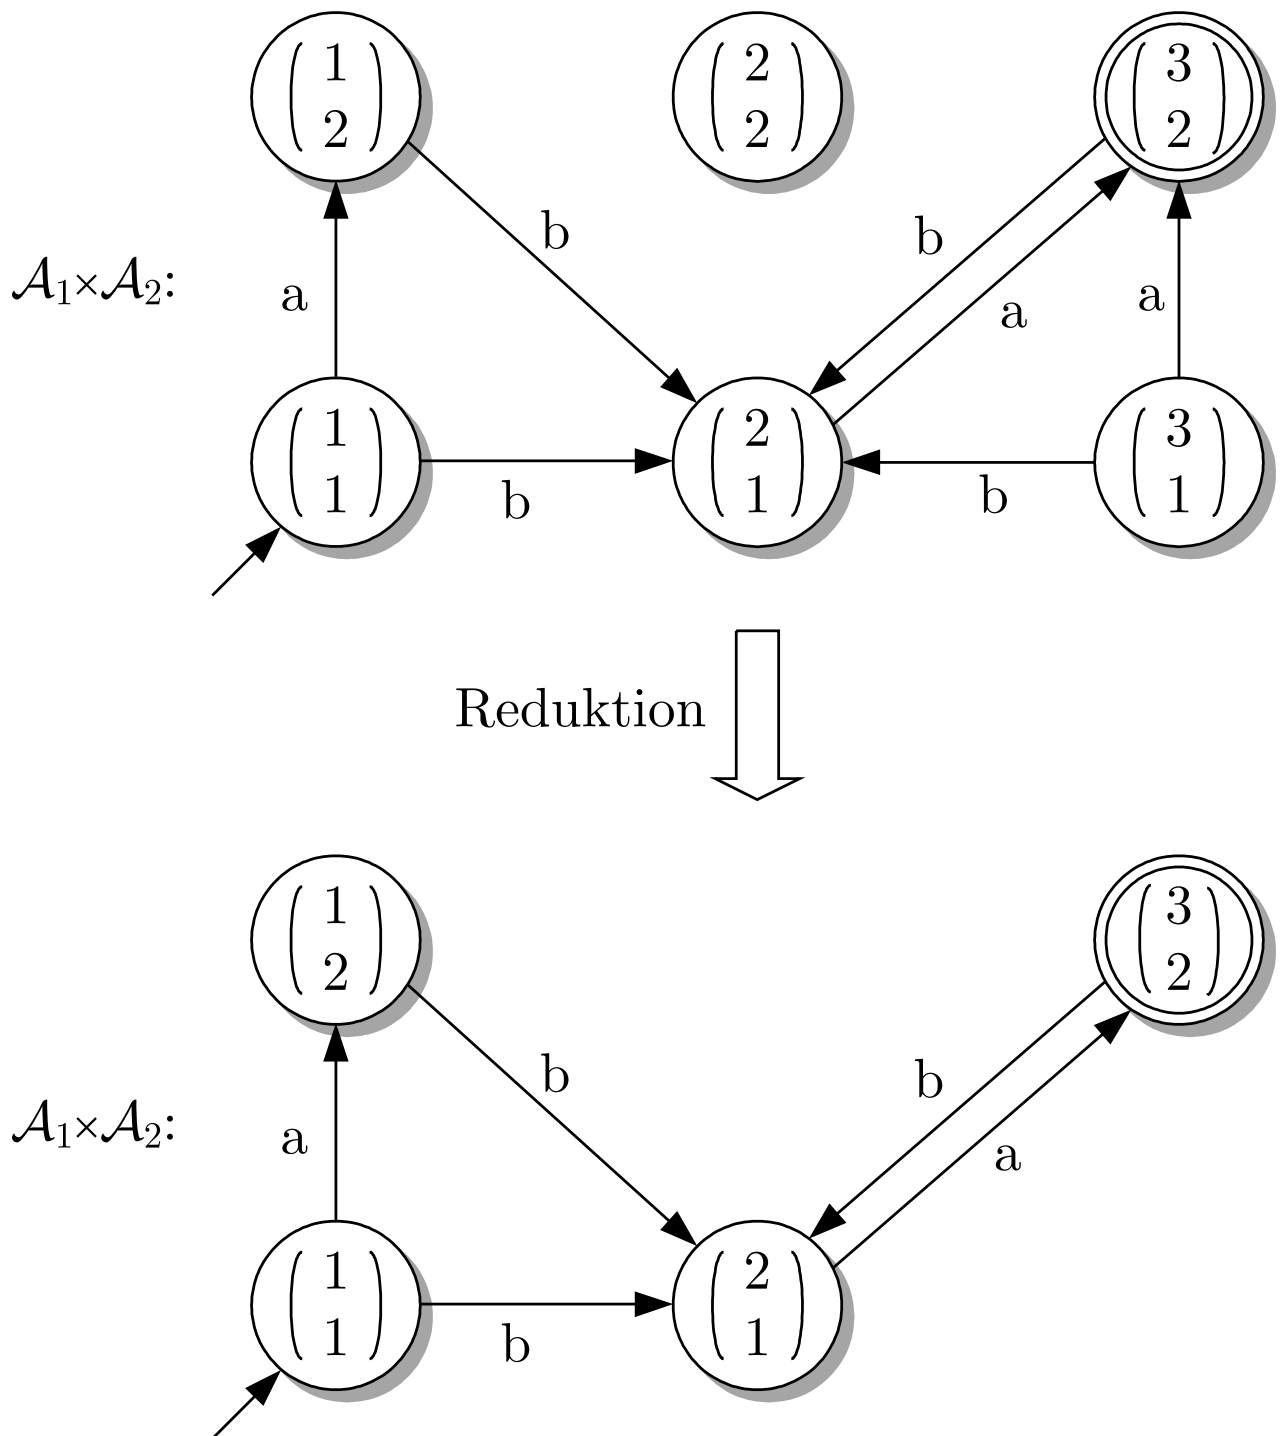 ( 1 2 ) ( 2 2 ) ( 3 2 )
b b
𝒜₁×𝒜₂: a a a
( 1 1 ) ( 2 1 ) ( 3 1 )
b b
Reduktion
( 1 2 ) ( 3 2 )
b b
𝒜₁×𝒜₂: a a
( 1 1 ) ( 2 1 )
b